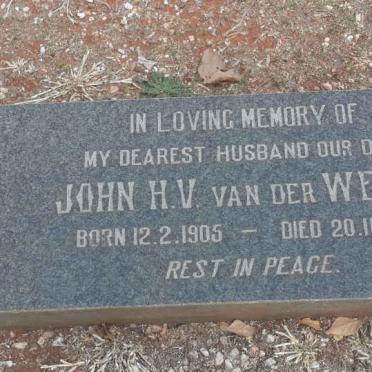 IN LOVING MEMORY OF
MY DEAREST HUSBAND OUR
JOHN H.V. VAN DER
BORN 12.2.1905 — DIED 20.
REST IN PEACE.